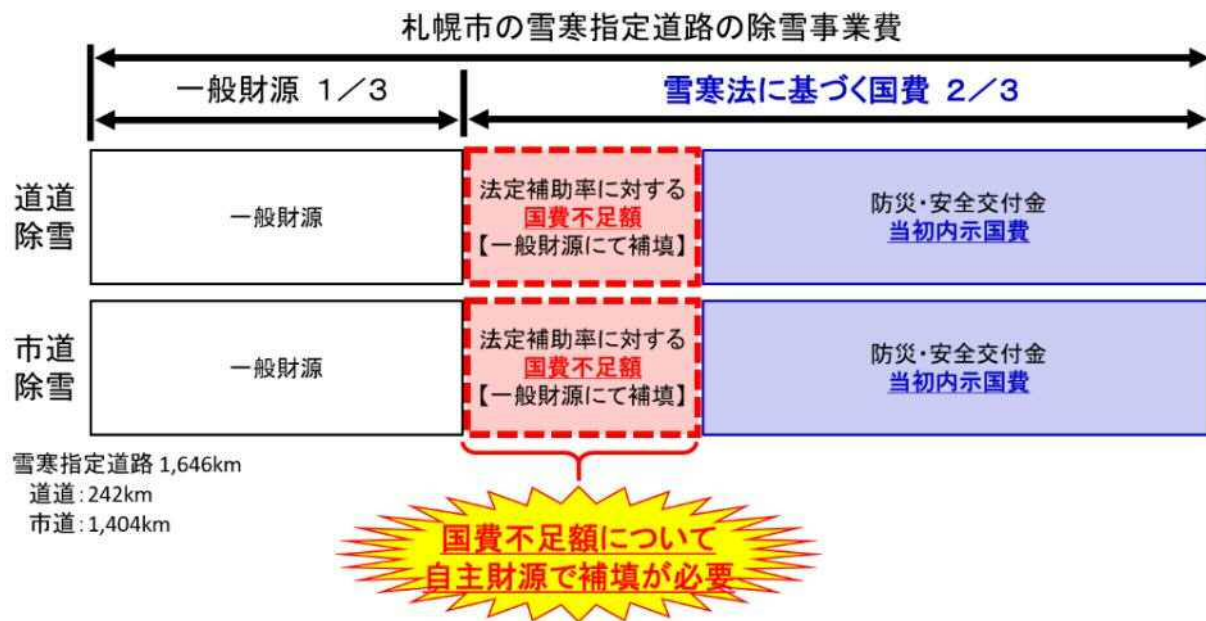 札幌市の雪寒指定道路の除雪事業費
一般財源 1／3
雪寒法に基づく国費 2／3
道道
除雪
一般財源
法定補助率に対する
国費不足額
【一般財源にて補填】
防災・安全交付金
当初内示国費
市道
除雪
一般財源
法定補助率に対する
国費不足額
【一般財源にて補填】
防災・安全交付金
当初内示国費
雪寒指定道路 1,646km
道道：242km
市道：1,404km
国費不足額について
自主財源で補填が必要